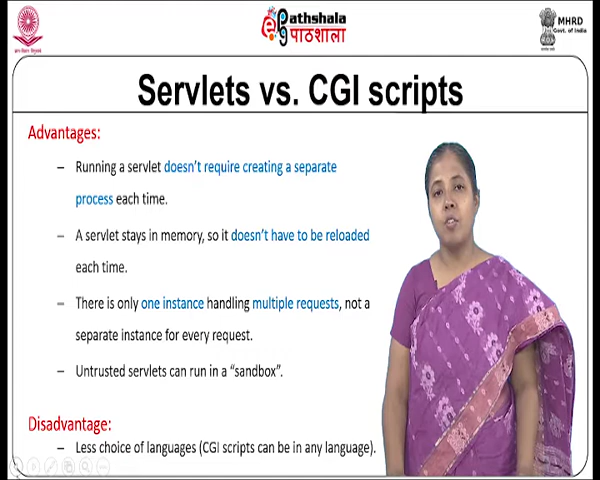 ePathshala
पाठशाला
MHRD
Govt. of India
Servlets vs. CGI scripts
Advantages:
– Running a servlet doesn't require creating a separate
process each time.
– A servlet stays in memory, so it doesn't have to be reloaded
each time.
– There is only one instance handling multiple requests, not a
separate instance for every request.
– Untrusted servlets can run in a "sandbox".
Disadvantage:
– Less choice of languages (CGI scripts can be in any language).